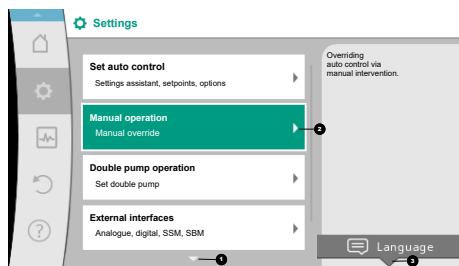 Settings
Set auto control
Settings assistant, setpoints, options
Manual operation
Manual override
Double pump operation
Set double pump
External interfaces
Analogue, digital, SSM, SBM
Overriding
auto control via
manual intervention.
Language
1
2
3
?